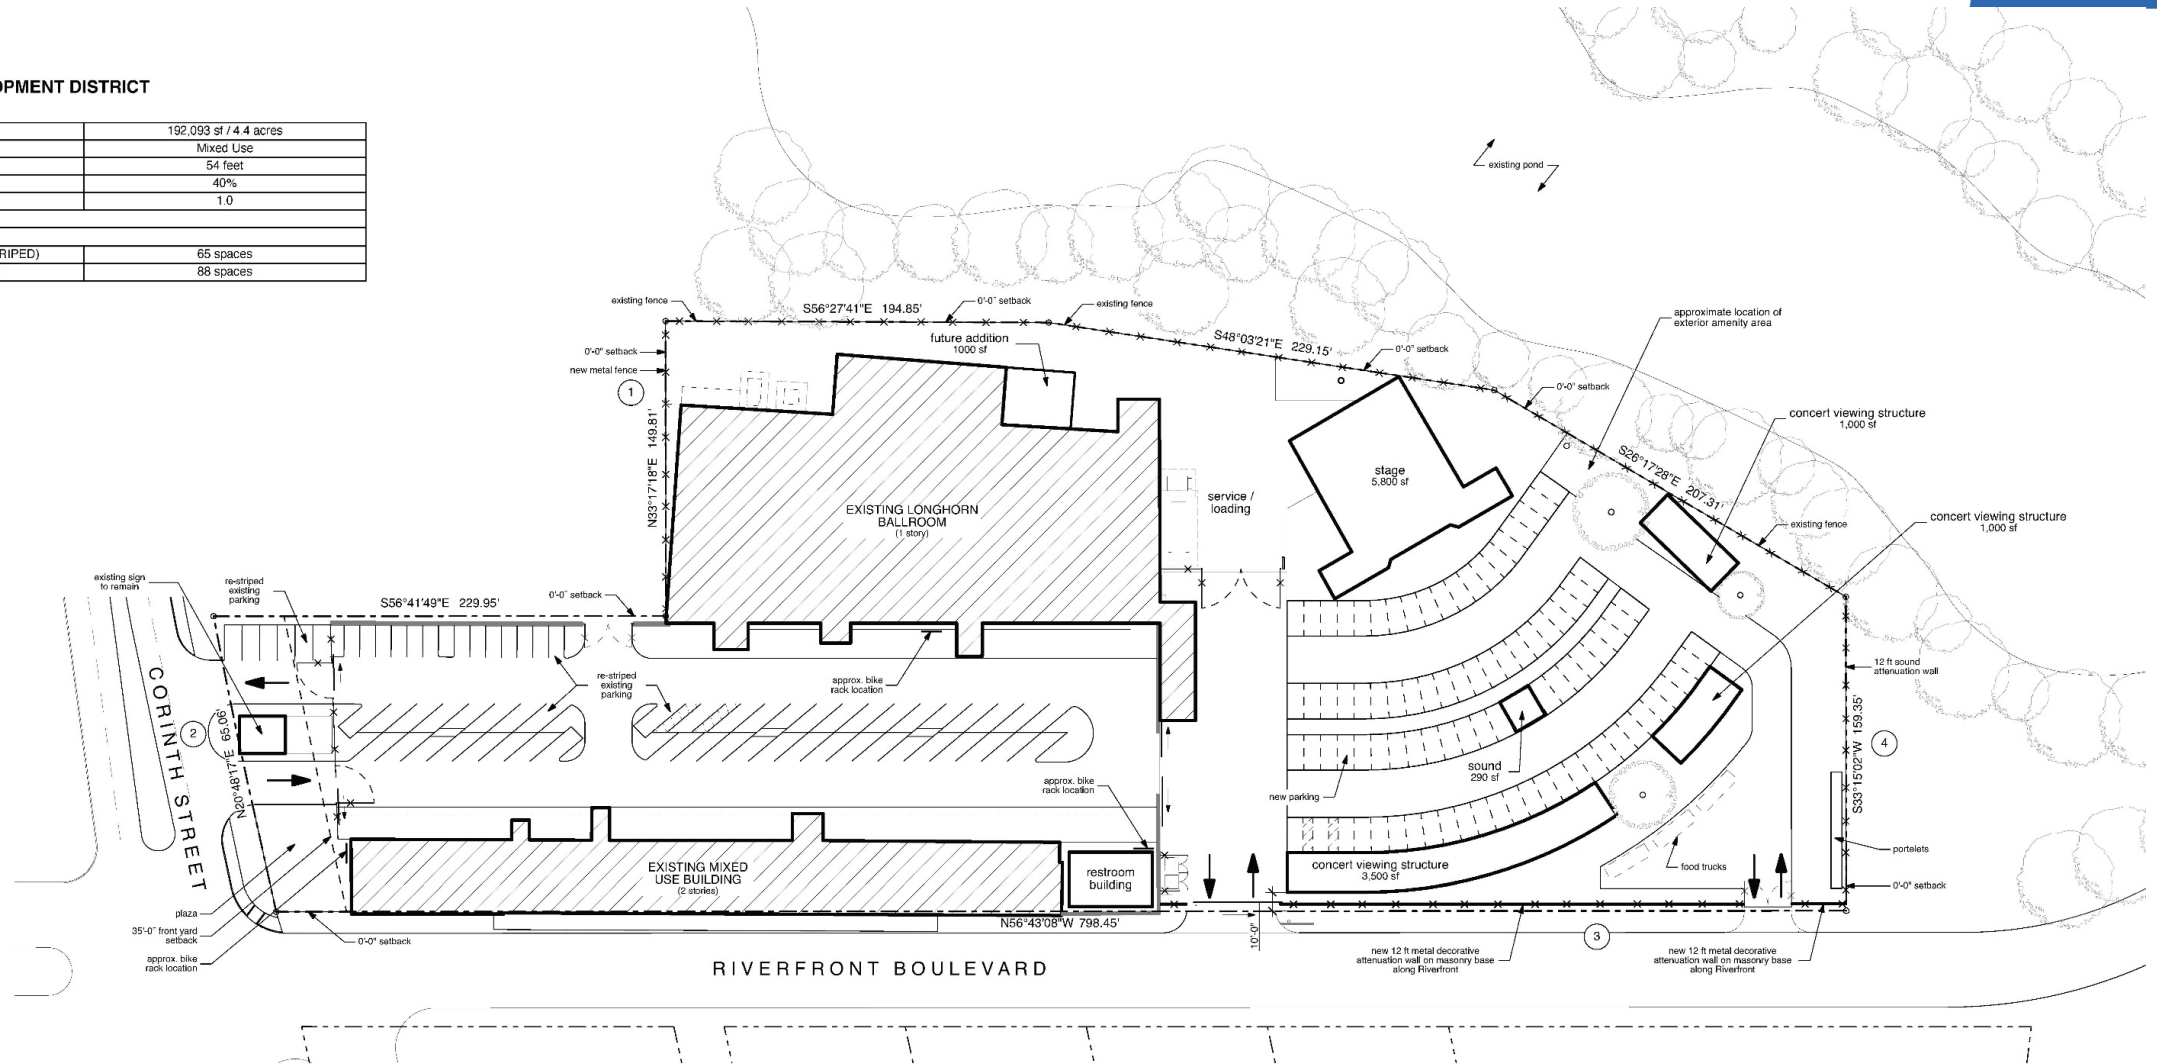 OPMENT DISTRICT
192,093 sf / 4.4 acres
Mixed Use
54 feet
40%
1.0
RIPED) 65 spaces
88 spaces
existing pond
existing fence
S56°27'41"E 194.85'
0'-0" setback
existing fence
future addition
1000 sf
S48°03'21"E 229.15'
0'-0" setback
approximate location of
exterior amenity area
0'-0" setback
new metal fence
1
N33°17'18"E 149.81'
0'-0" setback
concert viewing structure
1,000 sf
S26°17'28"E 207.31'
stage
5,800 sf
service /
loading
EXISTING LONGHORN
BALLROOM
(1 story)
existing fence
concert viewing structure
1,000 sf
existing sign
to remain
re-striped
existing
parking
S56°41'49"E 229.95'
0'-0" setback
12 ft sound
attenuation wall
re-striped
existing
parking
approx. bike
rack location
CORINTH STREET
2
N20°48'17"E 65.06'
4
S33°15'02"W 159.35'
sound
290 sf
new parking
approx. bike
rack location
EXISTING MIXED
USE BUILDING
(2 stories)
restroom
building
concert viewing structure
3,500 sf
food trucks
portelets
0'-0" setback
plaza
35'-0" front yard
setback
approx. bike
rack location
0'-0" setback
N56°43'08"W 798.45'
10'-0"
3
RIVERFRONT BOULEVARD
new 12 ft metal decorative
attenuation wall on masonry base
along Riverfront
new 12 ft metal decorative
attenuation wall on masonry base
along Riverfront